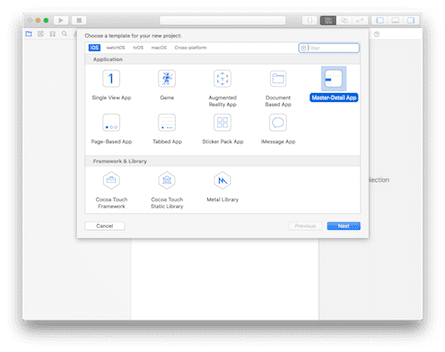 Choose a template for your new project:
iOS watchOS tvOS macOS Cross-platform Filter
Application
1
Single View App Game Augmented Reality App Document Based App Master-Detail App
Page-Based App Tabbed App Sticker Pack App iMessage App
Framework & Library
Cocoa Touch Framework Cocoa Touch Static Library Metal Library
election
Cancel Previous Next